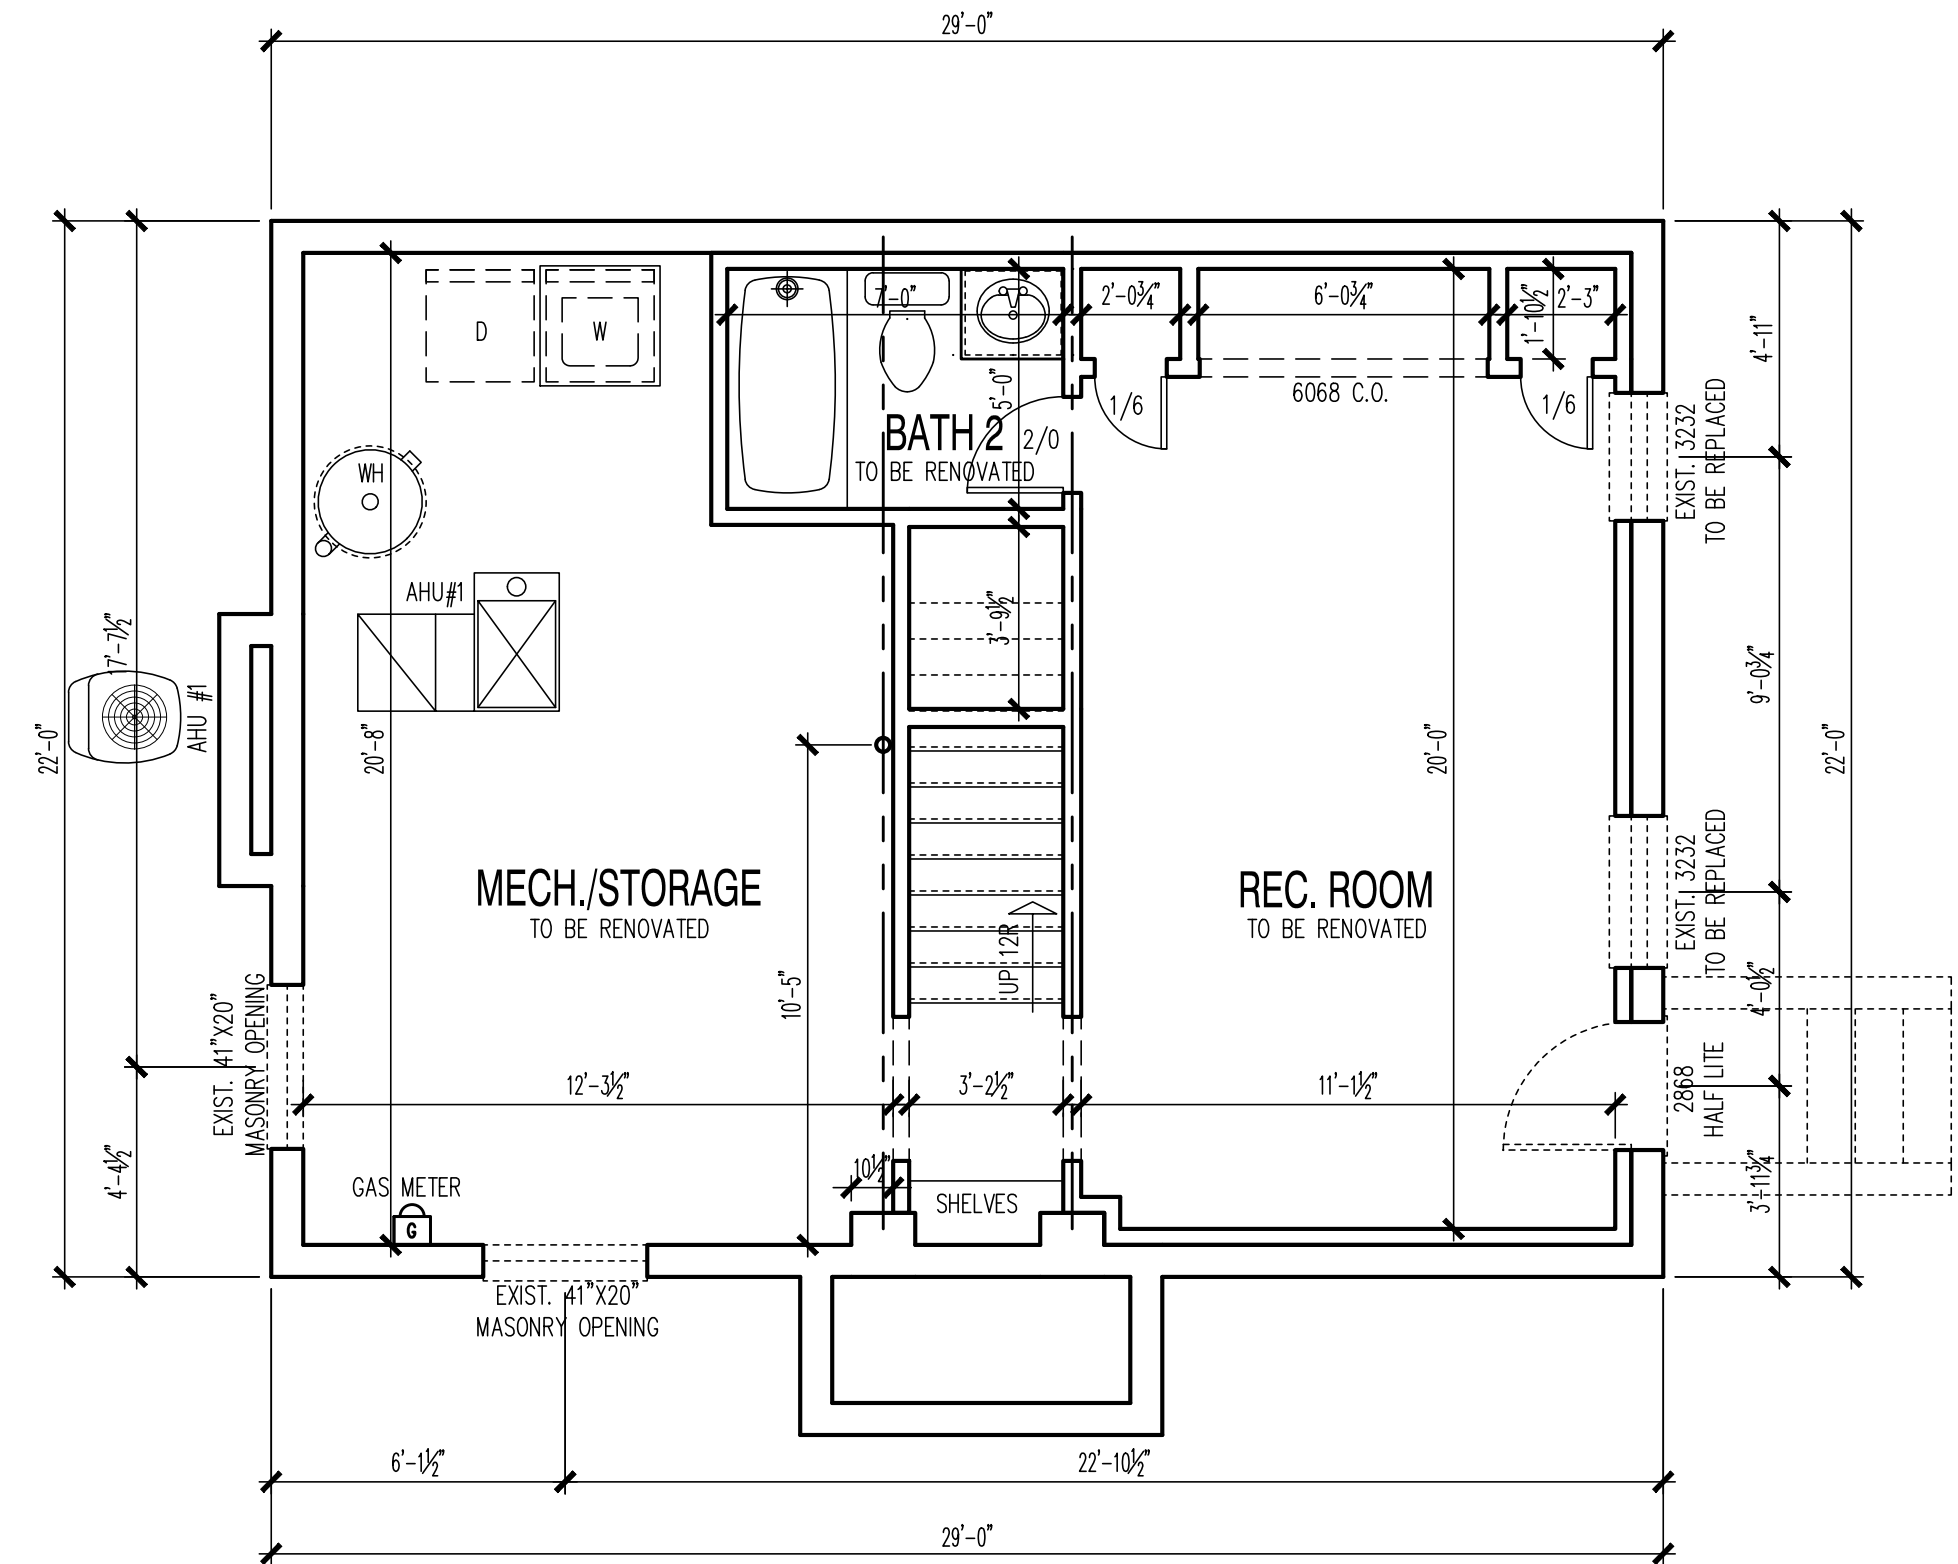 29'-0"
7'-0"
2'-0¾"
6'-0¾"
1'-10½"
2'-3"
4'-11"
D
W
5'-0"
1/6
6068 C.O.
1/6
BATH 2
2/0
TO BE RENOVATED
EXIST. 3232
TO BE REPLACED
WH
AHU#1
3'-9½"
7'-7½"
17'-7½"
AHU #1
22'-0"
20'-8"
20'-0"
9'-0¾"
22'-0"
MECH./STORAGE
TO BE RENOVATED
REC. ROOM
TO BE RENOVATED
EXIST. 3232
TO BE REPLACED
UP 12R
10'-5"
4'-0½"
EXIST. 41"X20"
MASONRY OPENING
12'-3½"
3'-2½"
11'-1½"
2868
HALF LITE
4'-4½"
10½"
3'-11¾"
GAS METER
G
SHELVES
EXIST. 41"X20"
MASONRY OPENING
6'-1½"
22'-10½"
29'-0"